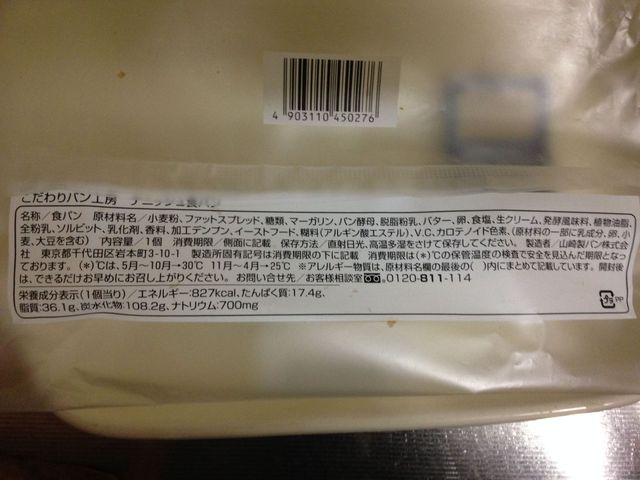 4 903110 450276
こだわりパン工房 デニッシュ食パン
名称／食パン 原材料名／小麦粉、ファットスプレッド、糖類、マーガリン、パン酵母、脱脂粉乳、バター、卵、食塩、生クリーム、発酵風味料、植物油脂、
全粉乳、ソルビット、乳化剤、香料、加工デンプン、イーストフード、糊料(アルギン酸エステル)、V.C、カロテノイド色素、(原材料の一部に乳成分、卵、小
麦、大豆を含む) 内容量／1個 消費期限／側面に記載 保存方法／直射日光、高温多湿をさけて保存してください。 製造者／山崎製パン株式会
社 東京都千代田区岩本町3-10-1 製造所固有記号は消費期限の下に記載 消費期限は(*)℃の保管温度の検査で安全を見込んだ期限となっ
ております。(*)℃は、5月～10月→30℃ 11月～4月→25℃ ※アレルギー物質は、原材料名欄の最後の( )内にまとめて記載しています。開封後
は、できるだけお早めにお召し上がりください。お問い合せ先／お客様相談室 0120-811-114
栄養成分表示(1個当り)／エネルギー:827kcal、たんぱく質:17.4g、
脂質:36.1g、炭水化物:108.2g、ナトリウム:700mg
PP